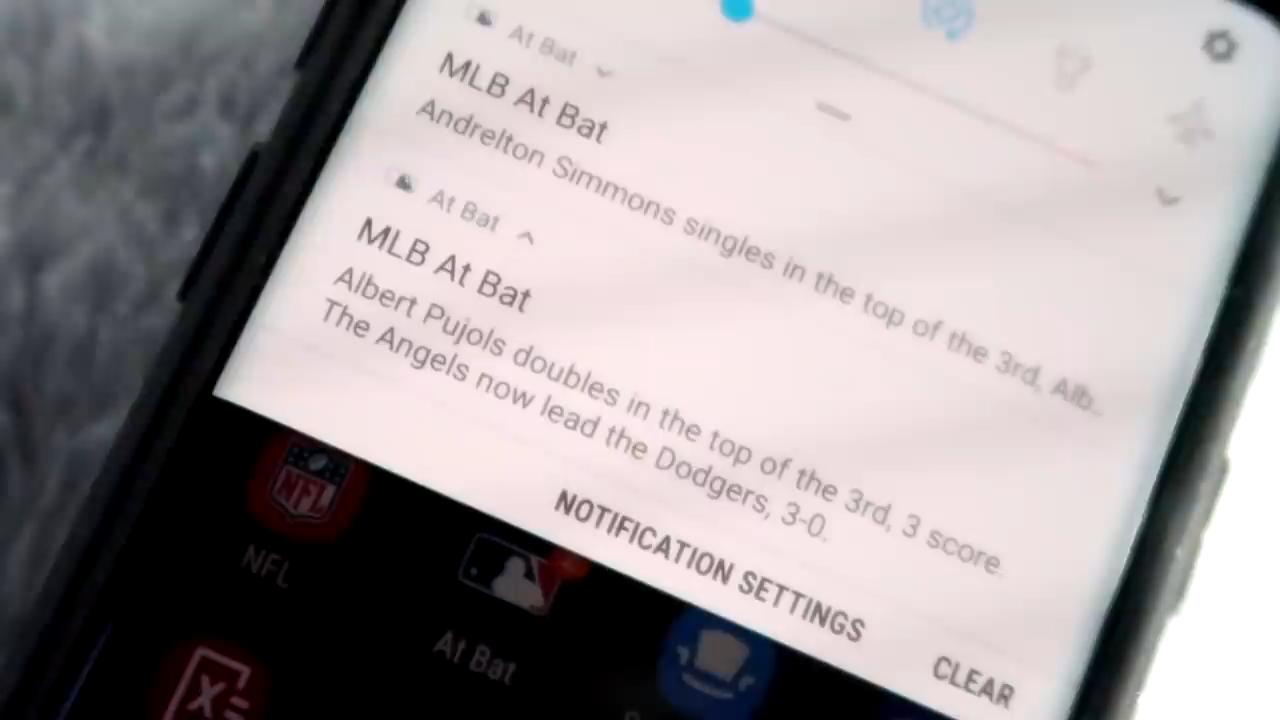 At Bat
MLB At Bat
Andrelton Simmons singles in the top of the 3rd, Alb...
At Bat
MLB At Bat
Albert Pujols doubles in the top of the 3rd, 3 score.
The Angels now lead the Dodgers, 3-0.
NOTIFICATION SETTINGS
CLEAR
NFL
NFL
At Bat
X